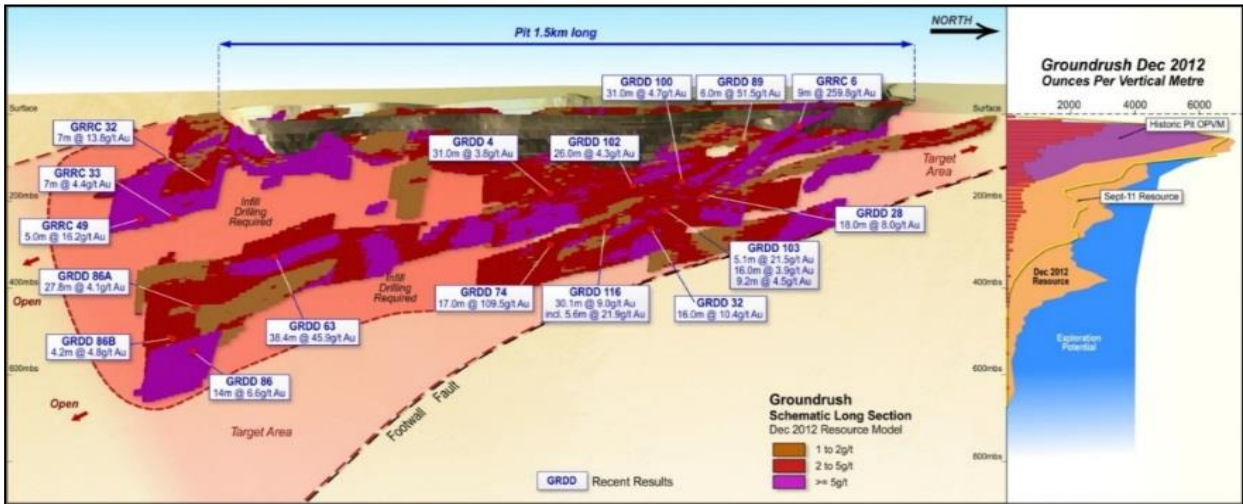 Pit 1.5km long
NORTH
Surface
GRRC 32
7m @ 13.8g/t Au
GRRC 33
7m @ 4.4g/t Au
200mbs
GRRC 49
5.0m @ 16.2g/t Au
GRDD 86A
27.8m @ 4.1g/t Au
400mbs
Open
GRDD 86B
4.2m @ 4.8g/t Au
600mbs
Open
GRDD 86
14m @ 6.6g/t Au
GRDD 63
38.4m @ 45.9g/t Au
Infill
Drilling
Required
Infill
Drilling
Required
GRDD 4
31.0m @ 3.6g/t Au
GRDD 102
26.0m @ 4.3g/t Au
GRDD 100
31.0m @ 4.7g/t Au
GRDD 89
6.0m @ 51.5g/t Au
GRRC 6
9m @ 259.8g/t Au
Surface
Target
Area
200mbs
GRDD 28
18.0m @ 8.0g/t Au
GRDD 103
5.1m @ 21.5g/t Au
16.0m @ 3.9g/t Au
9.2m @ 4.5g/t Au
GRDD 74
17.0m @ 109.5g/t Au
GRDD 116
30.1m @ 9.0g/t Au
incl. 5.6m @ 21.9g/t Au
GRDD 32
16.0m @ 10.4g/t Au
400mbs
600mbs
800mbs
Target Area
Footwall Fault
Groundrush
Schematic Long Section
Dec 2012 Resource Model
1 to 2g/t
2 to 5g/t
>= 5g/t
GRDD Recent Results
Groundrush Dec 2012
Ounces Per Vertical Metre
2000 4000 6000
Historic Pit OPVM
Sept-11 Resource
Dec 2012
Resource
Exploration
Potential